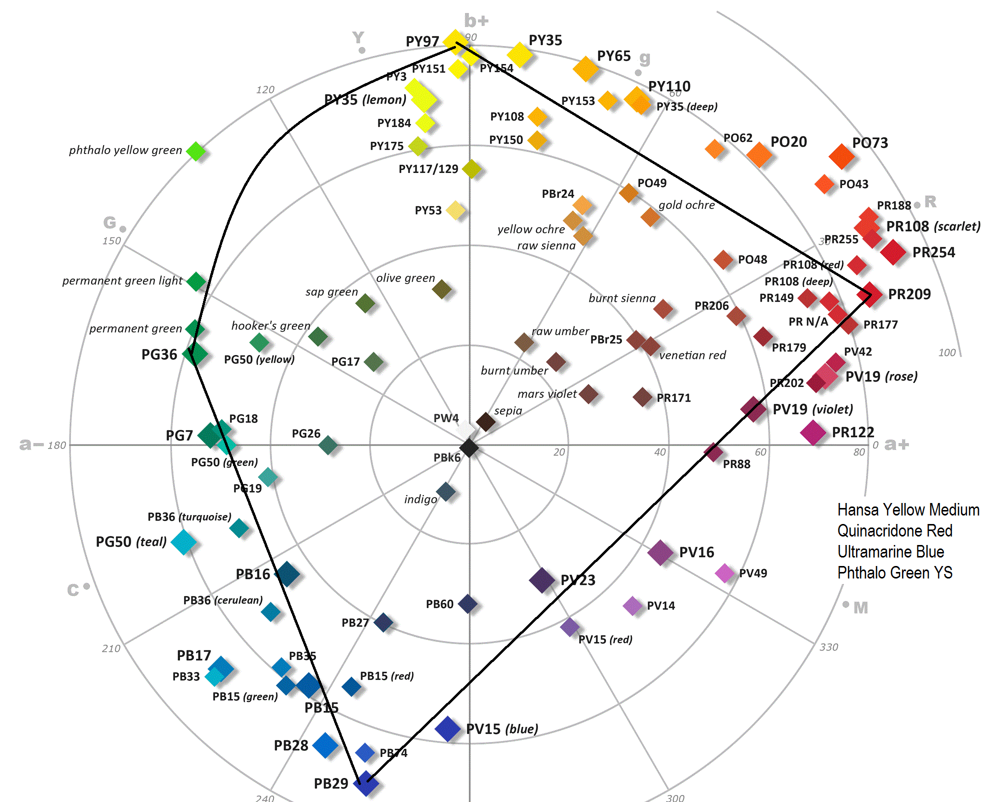 b+
90
Y
PY97
PY35
PY65
g
PY151
PY154
PY3
120
PY110
60
PY35 (lemon)
PY153
PY35 (deep)
PY184
PY108
PY150
PY175
PO62
PO20
PO73
phthalo yellow green
PY117/129
PO49
PO43
PBr24
gold ochre
R
PR188
PY53
G
yellow ochre
PR108 (scarlet)
150
raw sienna
PR255
30
PR254
PO48
PR108 (red)
permanent green light
olive green
PR108 (deep)
sap green
burnt sienna
PR149
PR209
PR206
hooker's green
permanent green
PR N/A
PR177
raw umber
PBr25
PR179
PG36
PG50 (yellow)
PG17
venetian red
PV42
100
burnt umber
PV19 (rose)
PR202
mars violet
PR171
sepia
PV19 (violet)
PW4
PG18
PG7
PG26
PR122
a−
180
0
a+
20
40
60
80
PBk6
PG50 (green)
PR88
PG19
indigo
PB36 (turquoise)
Hansa Yellow Medium
Quinacridone Red
Ultramarine Blue
Phthalo Green YS
PG50 (teal)
PV16
PB16
PV23
PV49
C
PB36 (cerulean)
PB60
PV14
M
PB27
PV15 (red)
210
330
PB17
PB35
PB33
PB15 (red)
PB15 (green)
PB15
PV15 (blue)
PB28
PB74
PB29
240
300